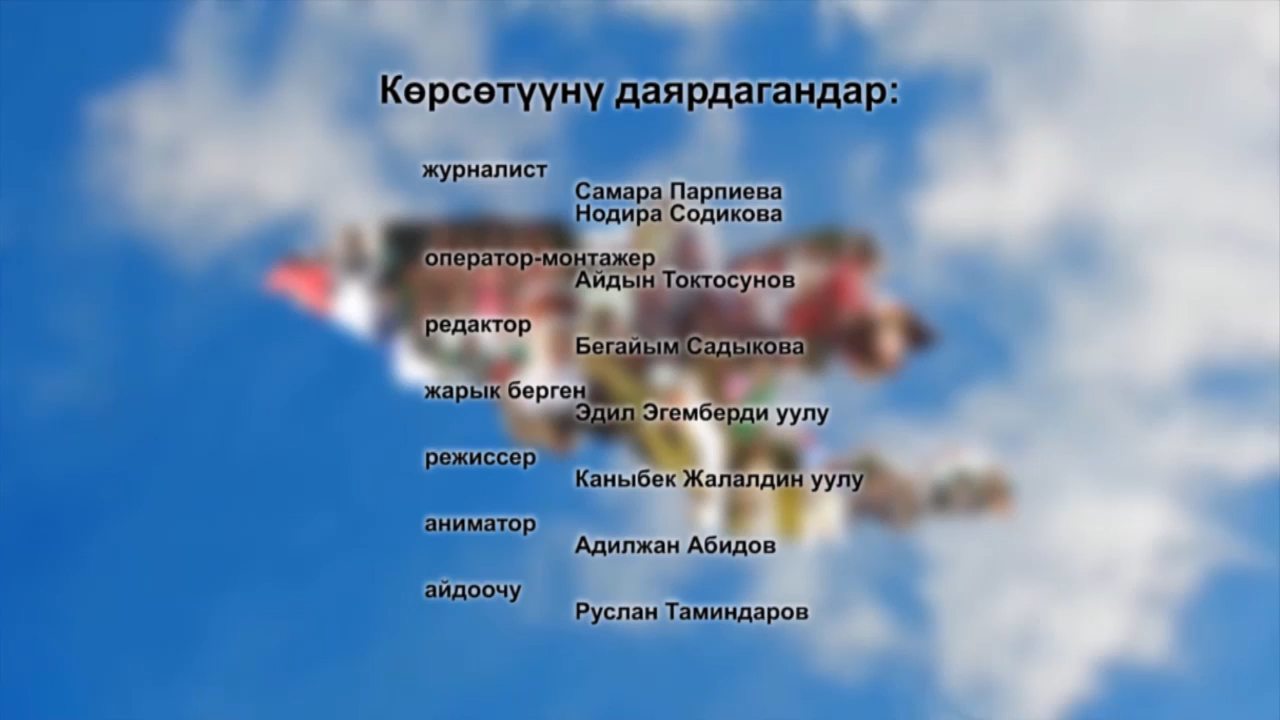 Көрсөтүүнү даярдагандар:
журналист
Самара Парпиева
Нодира Содикова
оператор-монтажер
Айдын Токтосунов
редактор
Бегайым Садыкова
жарык берген
Эдил Эгемберди уулу
режиссер
Каныбек Жалалдин уулу
аниматор
Адилжан Абидов
айдоочу
Руслан Таминдаров